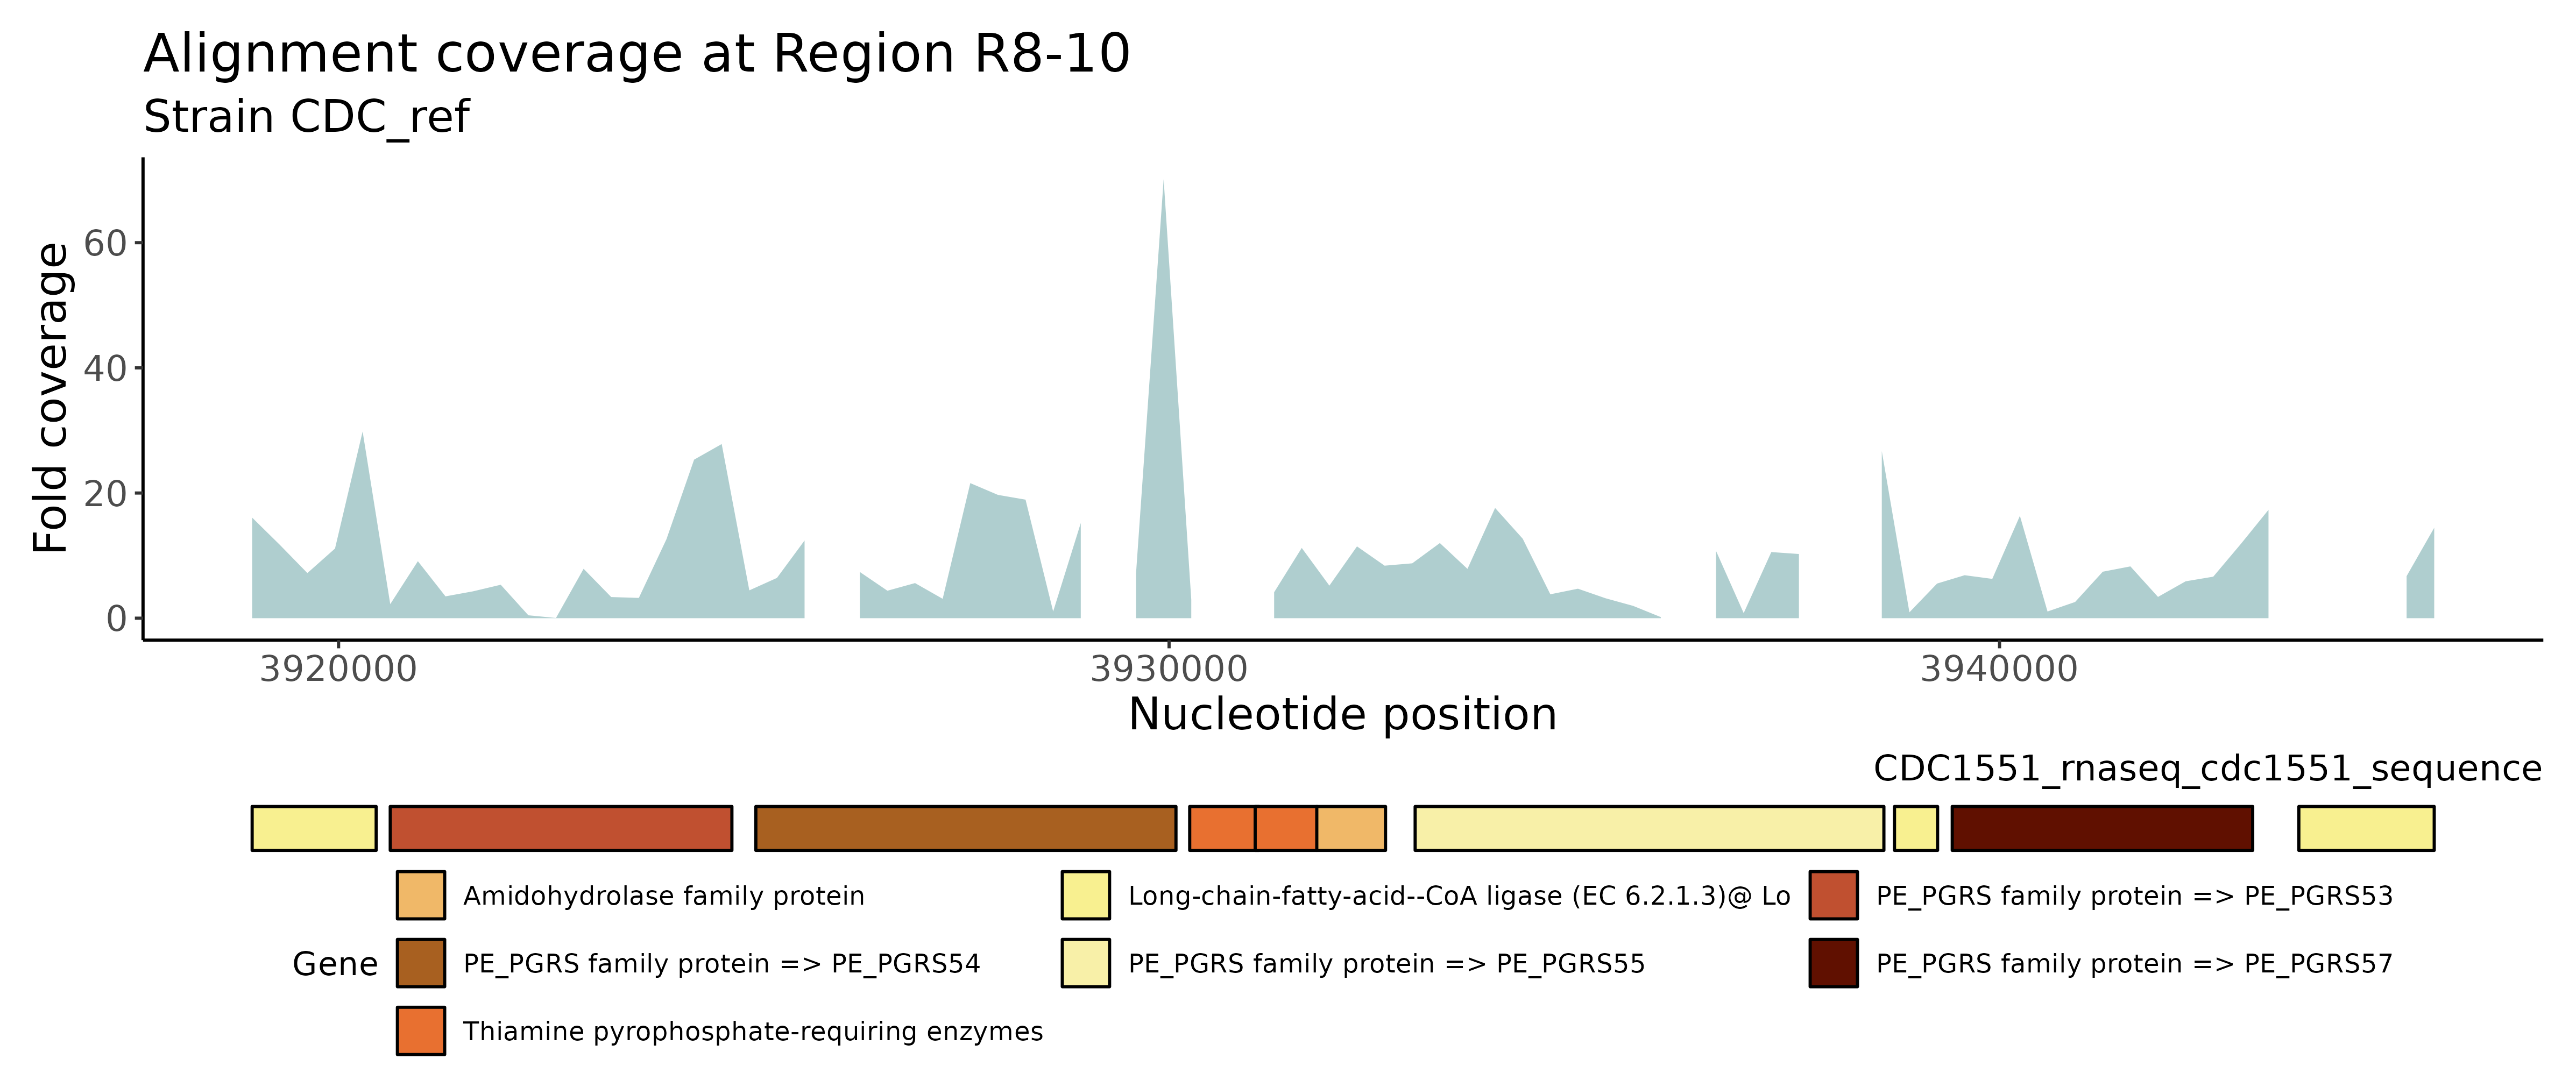 Alignment coverage at Region R8-10
Strain CDC_ref
Fold coverage
60
40
20
0
3920000 3930000 3940000
Nucleotide position
CDC1551_rnaseq_cdc1551_sequence
Gene
Amidohydrolase family protein
Long-chain-fatty-acid--CoA ligase (EC 6.2.1.3)@ Lo
PE_PGRS family protein => PE_PGRS53
PE_PGRS family protein => PE_PGRS54
PE_PGRS family protein => PE_PGRS55
PE_PGRS family protein => PE_PGRS57
Thiamine pyrophosphate-requiring enzymes